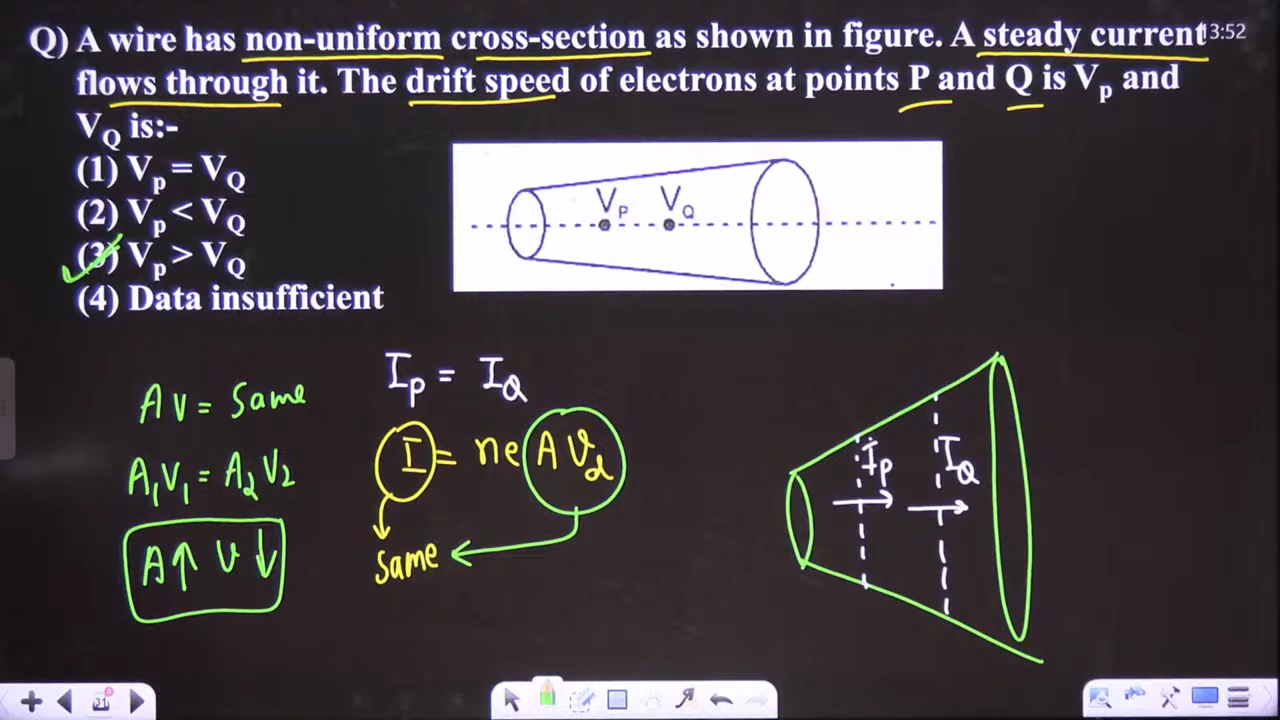 Q) A wire has non-uniform cross-section as shown in figure. A steady current 13:52
flows through it. The drift speed of electrons at points P and Q is Vp and
VQ is:-
(1) Vp = VQ
(2) Vp < VQ
(3) Vp > VQ
(4) Data insufficient
VP VQ
IP = IQ
AV = Same
I = ne A Vd
A1V1 = A2V2
Same
A↑ V↓
IP IQ
31